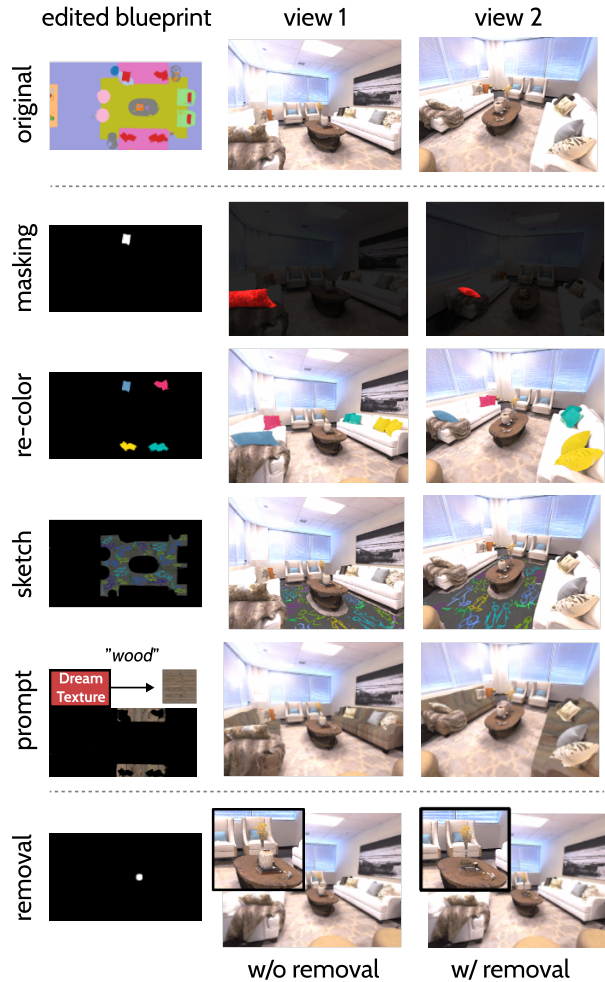 edited blueprint view 1 view 2
original
masking
re-color
sketch
prompt
"wood"
Dream
Texture
removal
w/o removal w/ removal